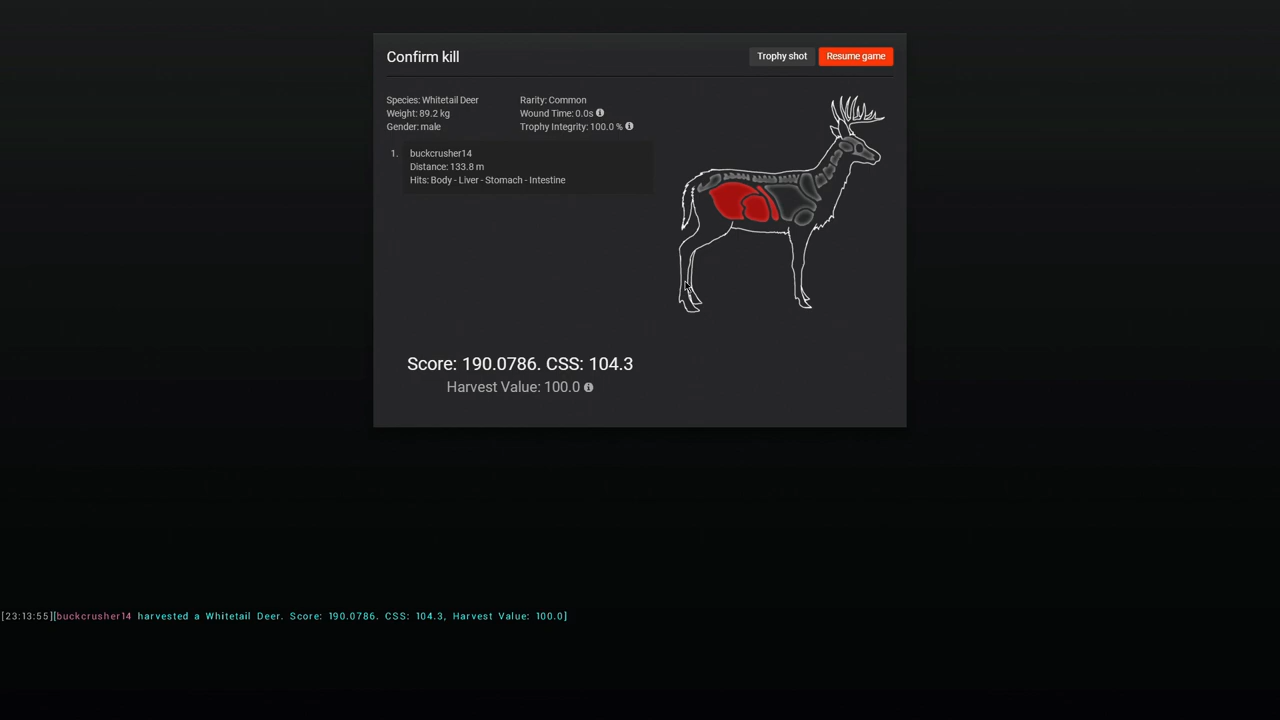 Confirm kill
Trophy shot
Resume game
Species: Whitetail Deer
Weight: 89.2 kg
Gender: male
Rarity: Common
Wound Time: 0.0s
Trophy Integrity: 100.0 %
1. buckcrusher14
Distance: 133.8 m
Hits: Body - Liver - Stomach - Intestine
Score: 190.0786. CSS: 104.3
Harvest Value: 100.0
[23:13:55][buckcrusher14 harvested a Whitetail Deer. Score: 190.0786. CSS: 104.3, Harvest Value: 100.0]